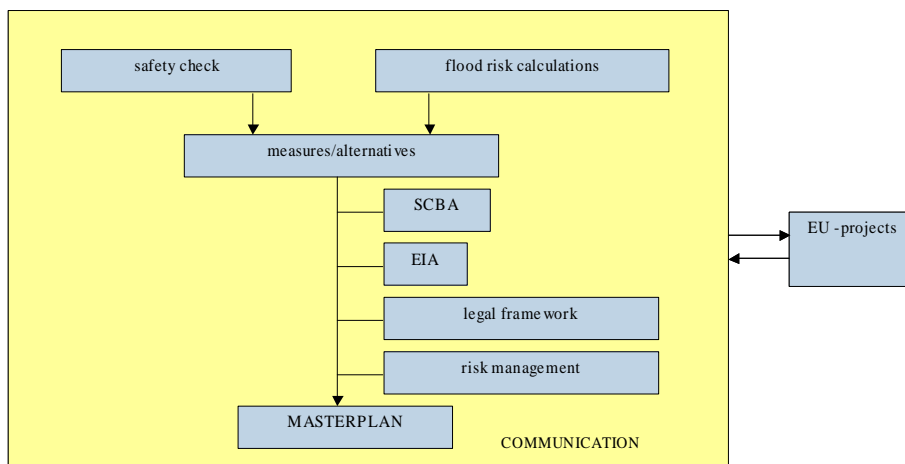 safety check
flood risk calculations
measures/alternatives
SCBA
EIA
EU -projects
legal framework
risk management
MASTERPLAN
COMMUNICATION